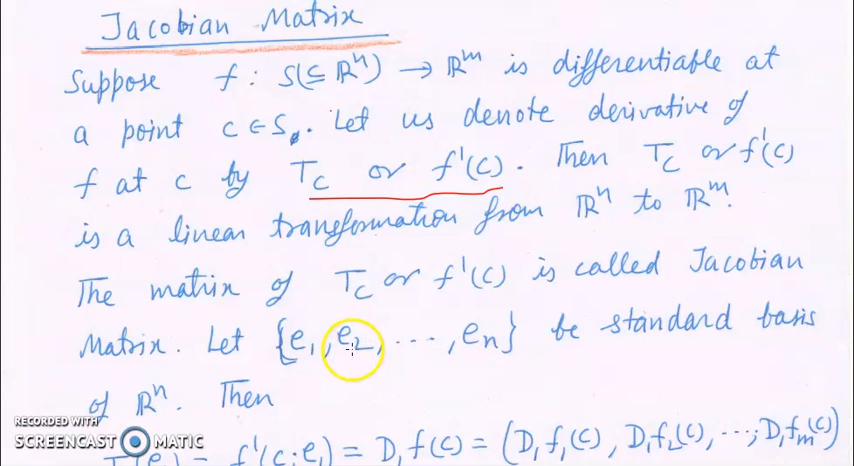 Jacobian Matrix
Suppose f : S(⊆ ℝⁿ) → ℝᵐ is differentiable at
a point c ∈ S. Let us denote derivative of
f at c by T_c or f'(c). Then T_c or f'(c)
is a linear transformation from ℝⁿ to ℝᵐ.
The matrix of T_c or f'(c) is called Jacobian
Matrix. Let {e₁, e₂, ..., eₙ} be standard basis
of ℝⁿ. Then
RECORDED WITH
SCREENCAST MATIC
f'(c; e₁) = D₁f(c) = (D₁f₁(c), D₁f₂(c), ..., D₁fₘ(c))